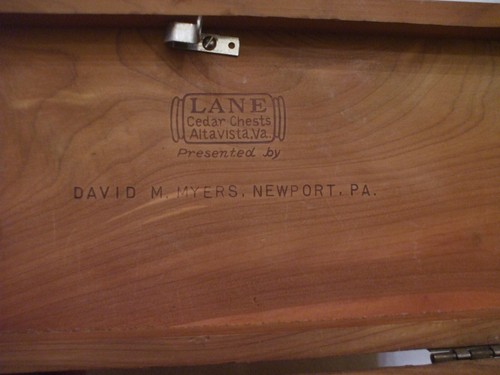 LANE
Cedar Chests
Altavista, Va.
Presented by
DAVID M. MYERS, NEWPORT, PA.